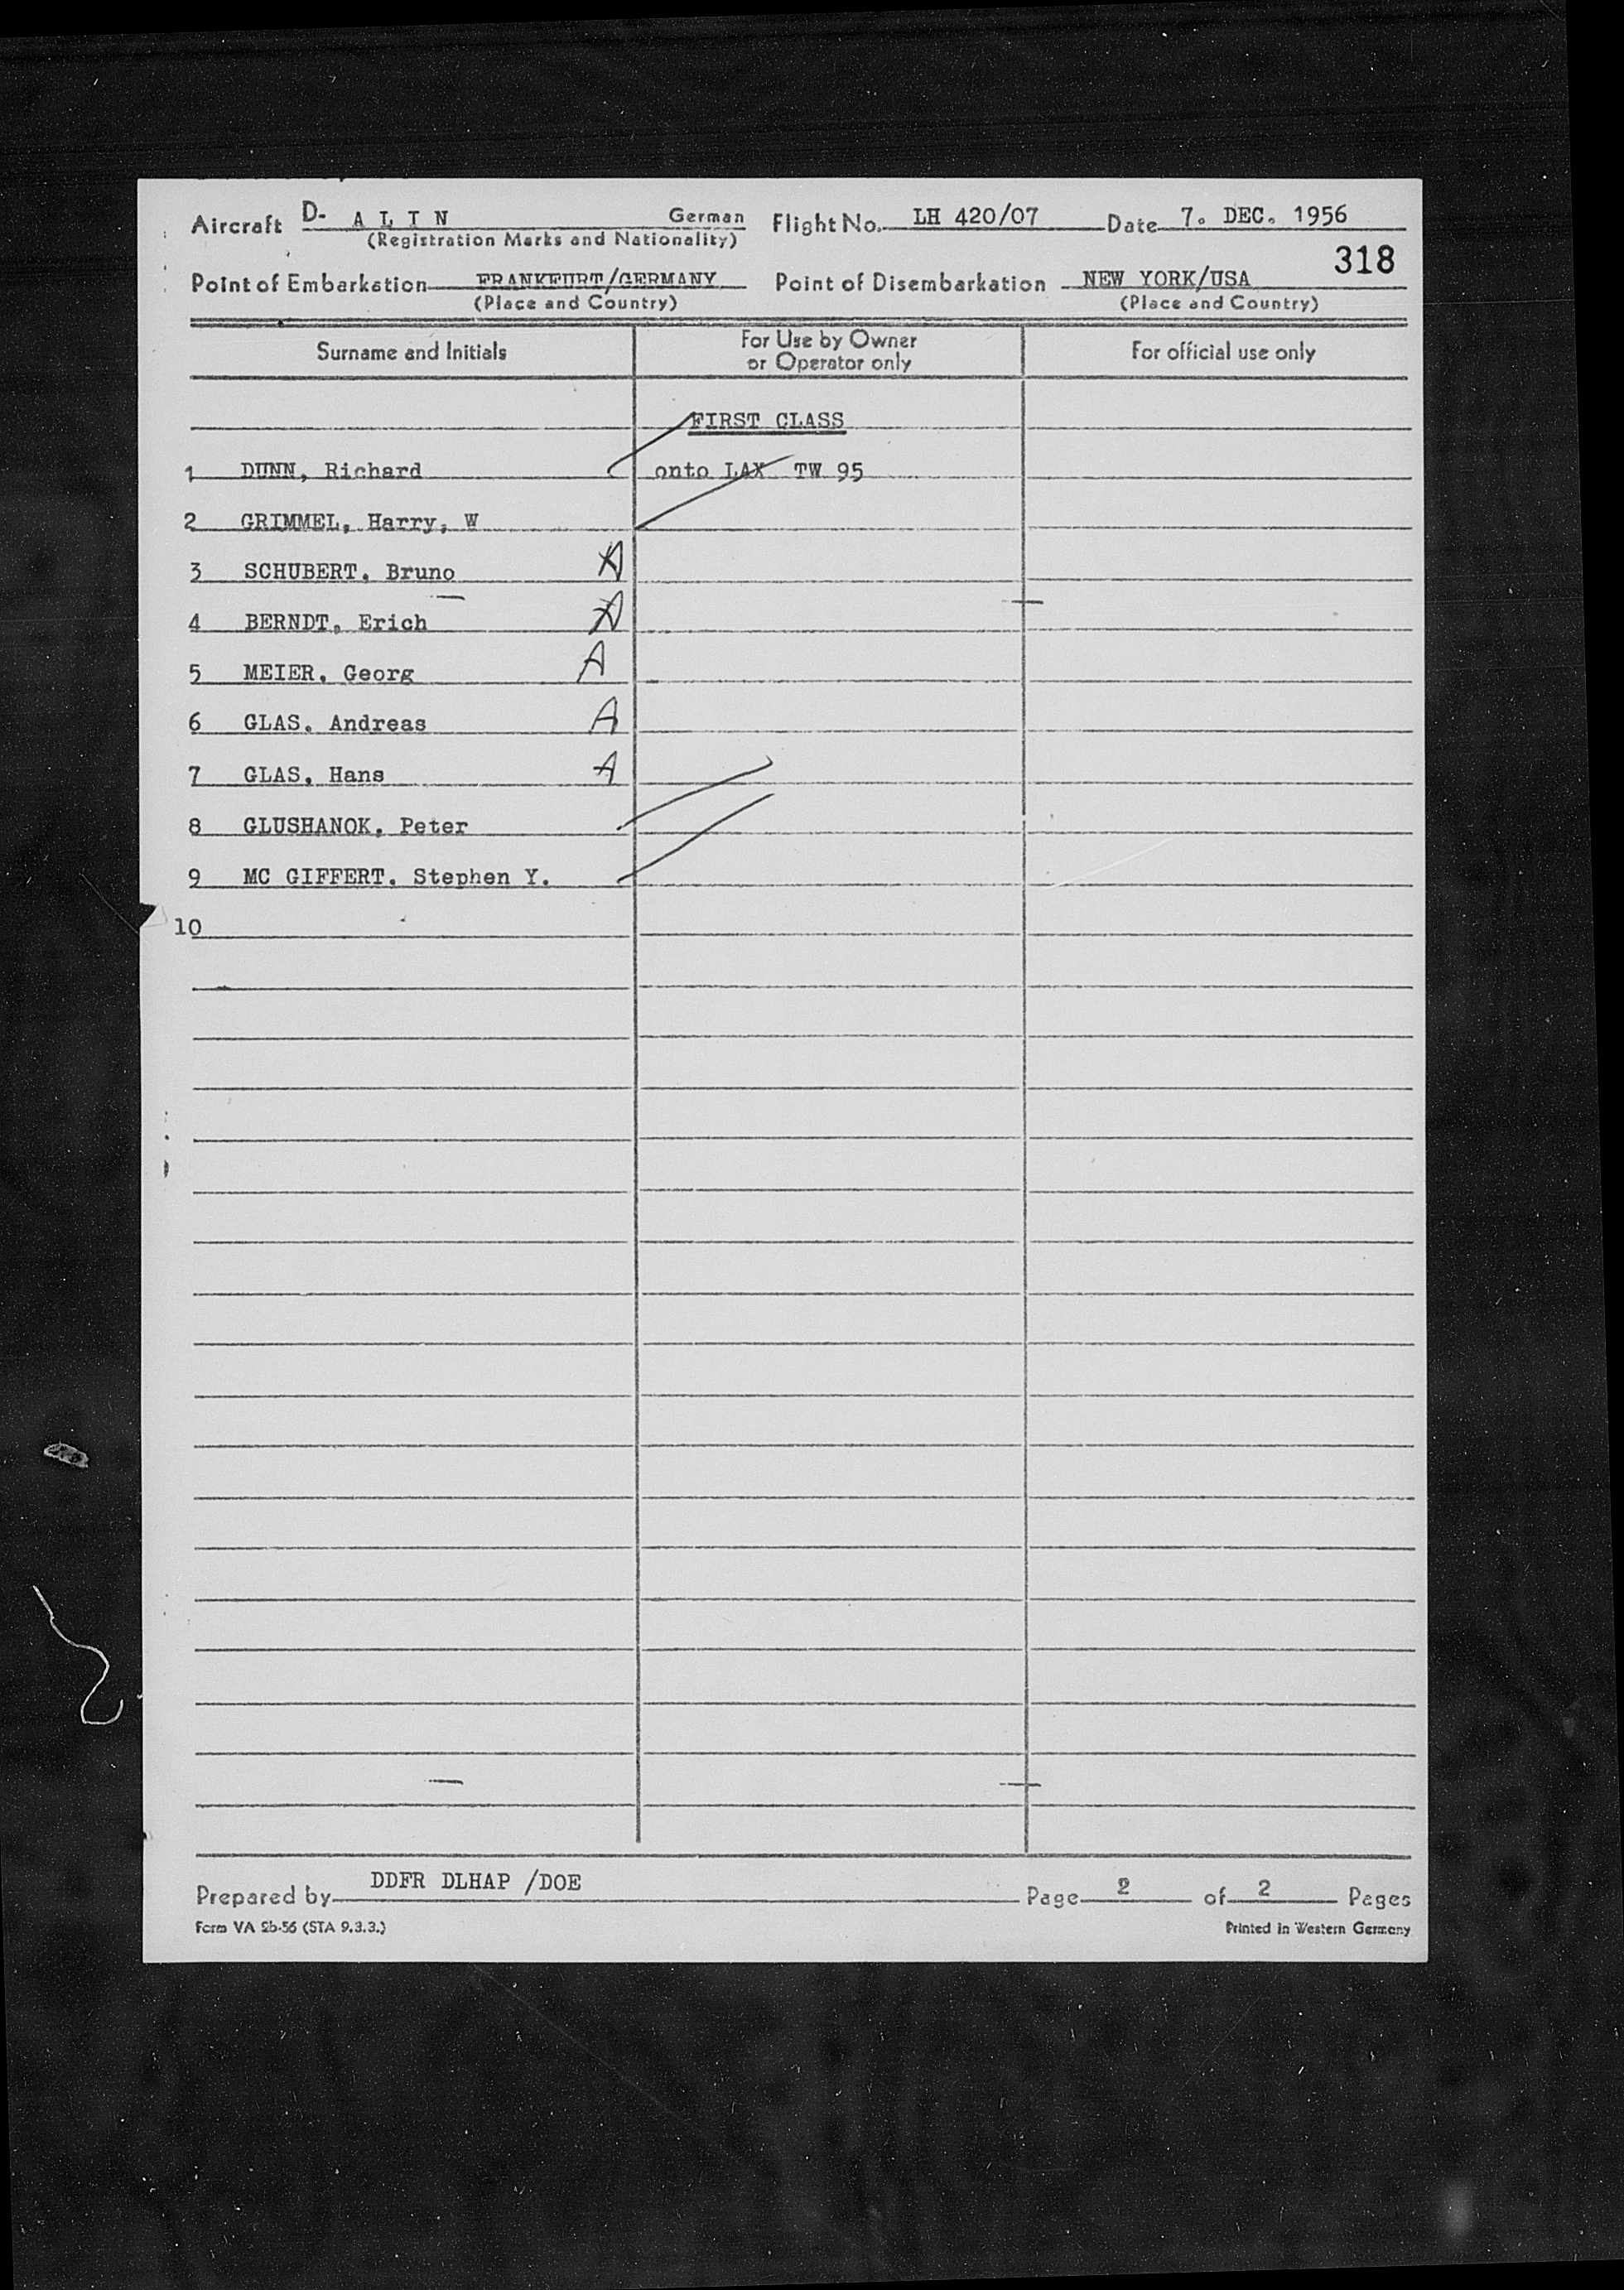 Aircraft D- A L I N German Flight No. LH 420/07 Date 7. DEC. 1956
(Registration Marks and Nationality)
318
Point of Embarkation FRANKFURT/GERMANY Point of Disembarkation NEW YORK/USA
(Place and Country) (Place and Country)
Surname and Initials For Use by Owner or Operator only For official use only
FIRST CLASS
1 DUNN, Richard onto LAX TW 95
2 GRIMMEL, Harry, W
3 SCHUBERT, Bruno A
4 BERNDT, Erich A
5 MEIER, Georg A
6 GLAS, Andreas A
7 GLAS, Hans A
8 GLUSHANOK, Peter
9 MC GIFFERT, Stephen Y.
10
DDFR DLHAP /DOE
Prepared by Page 2 of 2 Pages
Form VA 2b-56 (STA 9.3.3.) Printed in Western Germany